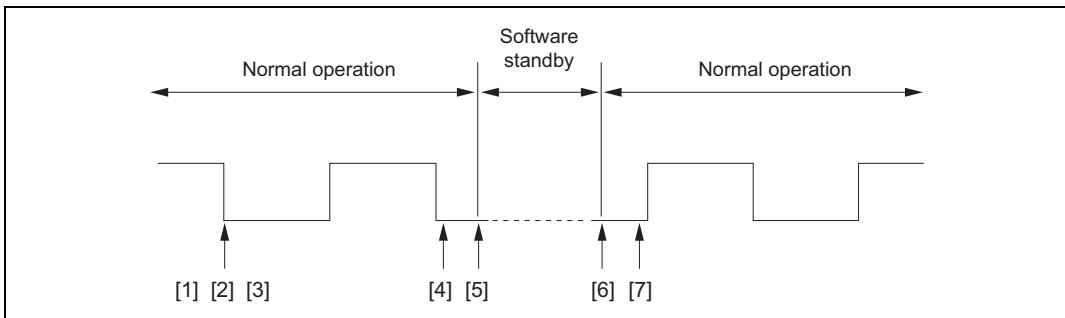 Software
standby
Normal operation
Normal operation
[1] [2] [3] [4] [5] [6] [7]